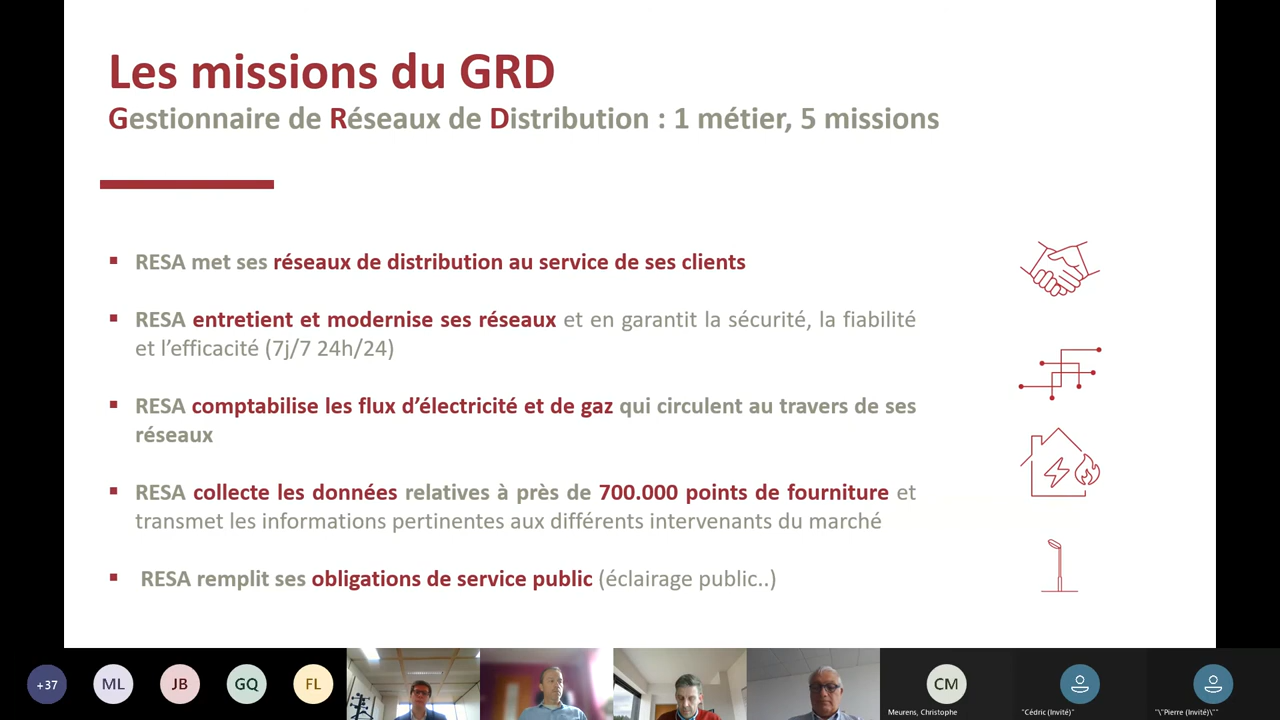 Les missions du GRD
Gestionnaire de Réseaux de Distribution : 1 métier, 5 missions
▪ RESA met ses réseaux de distribution au service de ses clients
▪ RESA entretient et modernise ses réseaux et en garantit la sécurité, la fiabilité
et l’efficacité (7j/7 24h/24)
▪ RESA comptabilise les flux d’électricité et de gaz qui circulent au travers de ses
réseaux
▪ RESA collecte les données relatives à près de 700.000 points de fourniture et
transmet les informations pertinentes aux différents intervenants du marché
▪ RESA remplit ses obligations de service public (éclairage public..)
+37 ML JB GQ FL CM
Meurens, Christophe "Cédric (Invité)" "\"Pierre (Invité)\""